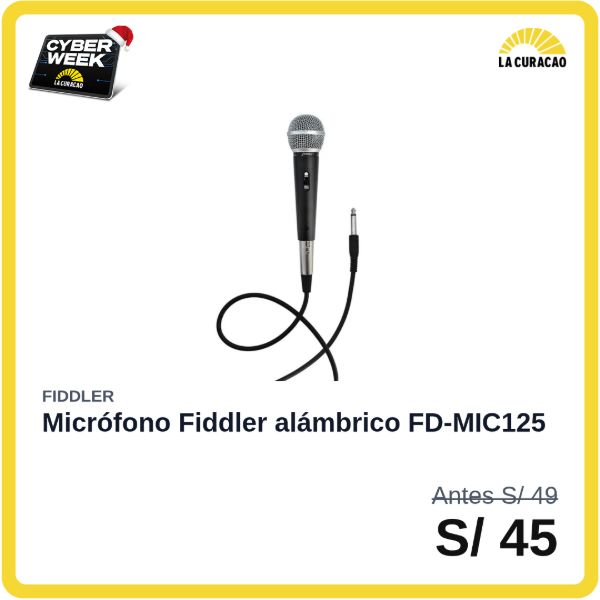 CYBER
WEEK
LA CURACAO
LA CURACAO
FIDDLER
Micrófono Fiddler alámbrico FD-MIC125
Antes S/ 49
S/ 45